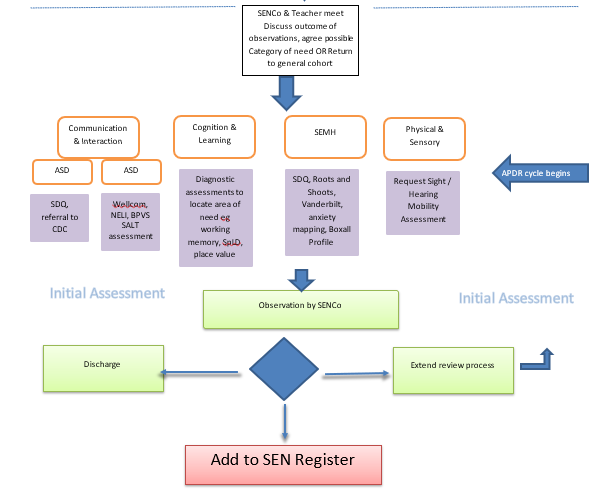 SENCo & Teacher meet
Discuss outcome of
observations, agree possible
Category of need OR Return
to general cohort
Communication
& Interaction
Cognition &
Learning
SEMH
Physical &
Sensory
ASD
ASD
APDR cycle begins
SDQ,
referral to
CDC
Wellcom,
NELI, BPVS
SALT
assessment
Diagnostic
assessments to
locate area of
need eg
working
memory, SpID,
place value
SDQ, Roots and
Shoots,
Vanderbilt,
anxiety
mapping, Boxall
Profile
Request Sight /
Hearing
Mobility
Assessment
Initial Assessment
Initial Assessment
Observation by SENCo
Discharge
Extend review process
Add to SEN Register